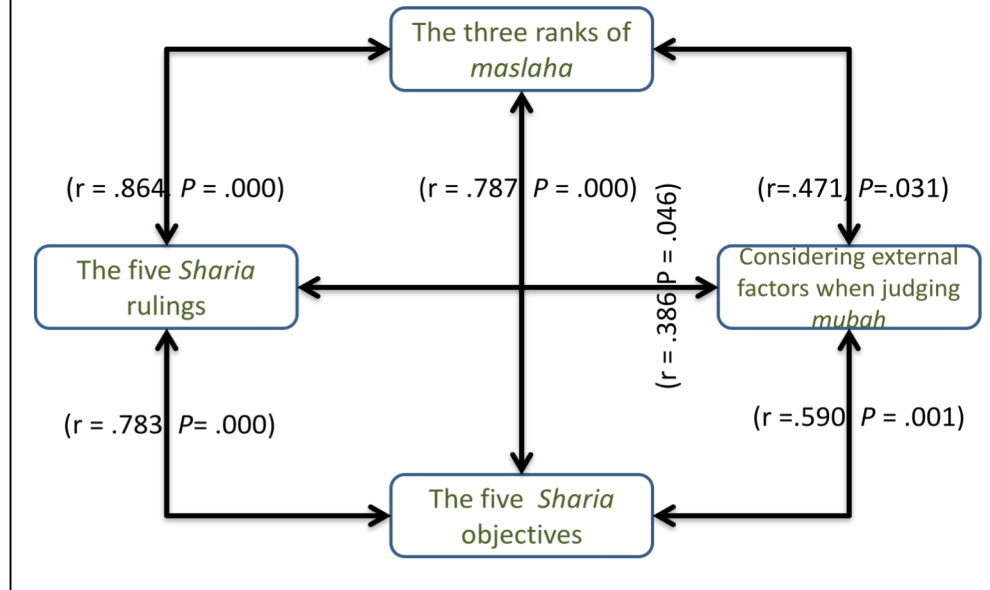 The three ranks of
maslaha
(r = .864, P = .000)
(r = .787, P = .000)
(r=.471, P=.031)
(r = .386 P = .046)
The five Sharia
rulings
Considering external
factors when judging
mubah
(r = .783, P= .000)
(r =.590, P = .001)
The five Sharia
objectives